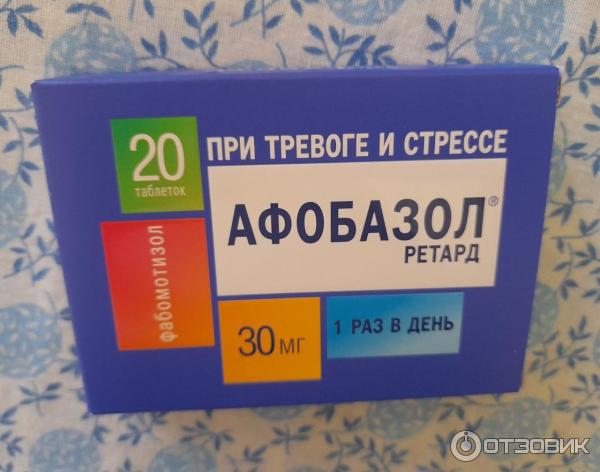 20
таблеток
ПРИ ТРЕВОГЕ И СТРЕССЕ
АФОБАЗОЛ®
РЕТАРД
фабомотизол
30 мг
1 РАЗ В ДЕНЬ
ОТЗОВИК